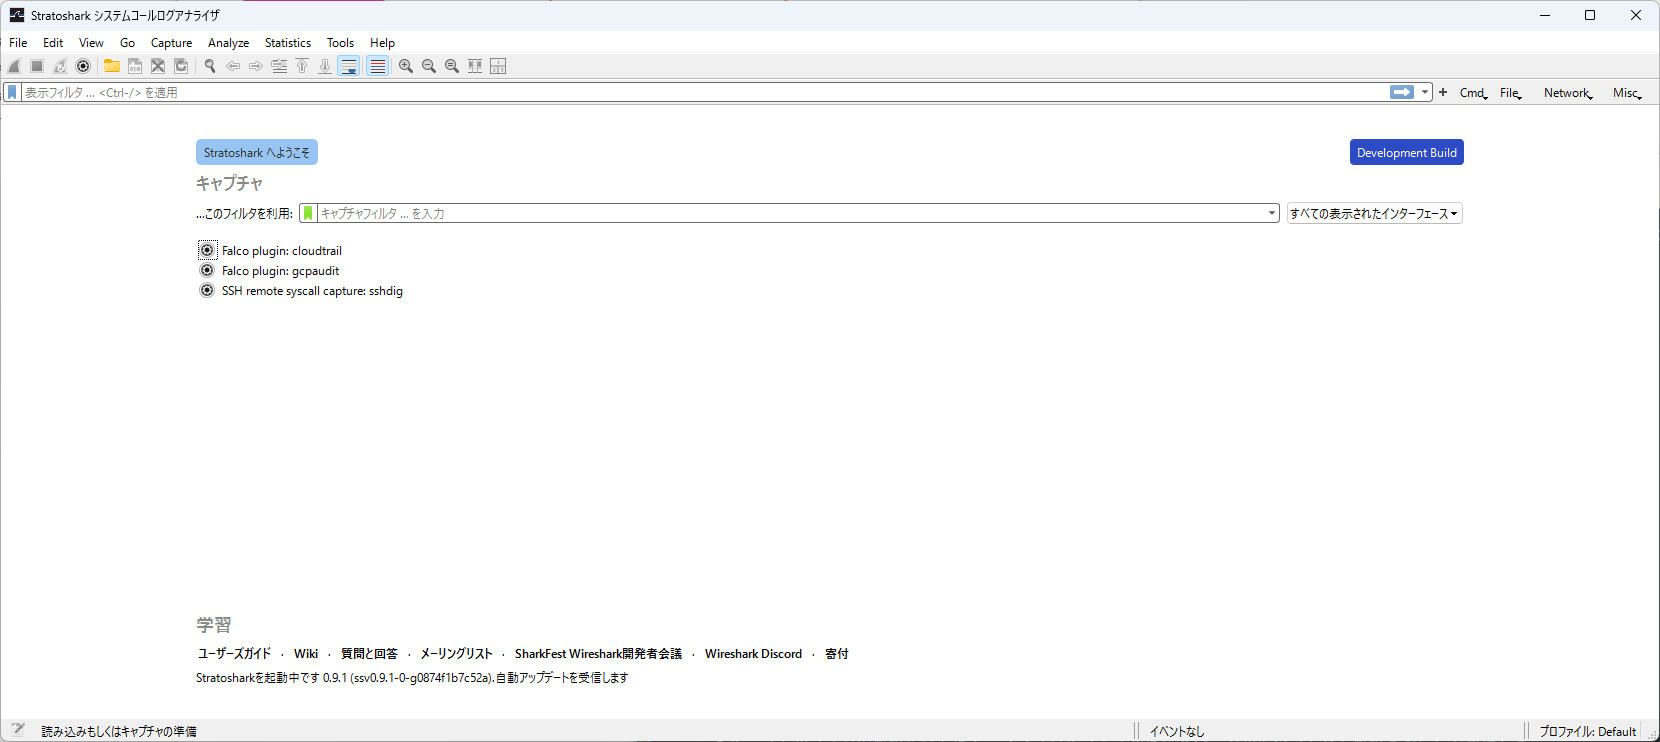 Stratoshark システムコールログアナライザ
File Edit View Go Capture Analyze Statistics Tools Help
表示フィルタ ... <Ctrl-/> を適用 + Cmd File Network Misc
Stratoshark へようこそ Development Build
キャプチャ
...このフィルタを利用: キャプチャフィルタ ... を入力 すべての表示されたインターフェース
Falco plugin: cloudtrail
Falco plugin: gcpaudit
SSH remote syscall capture: sshdig
学習
ユーザーズガイド · Wiki · 質問と回答 · メーリングリスト · SharkFest Wireshark開発者会議 · Wireshark Discord · 寄付
Stratosharkを起動中です 0.9.1 (ssv0.9.1-0-g0874f1b7c52a).自動アップデートを受信します
読み込みもしくはキャプチャの準備 イベントなし プロファイル: Default